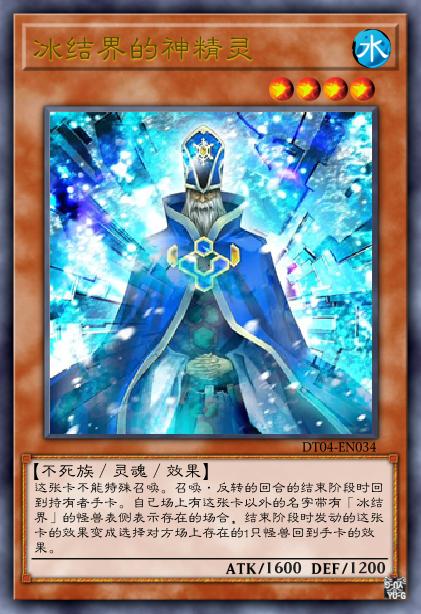 冰结界的神精灵
水
DT04-EN034
【不死族/灵魂/效果】
这张卡不能特殊召唤。召唤·反转的回合的结束阶段时回
到持有者手卡。自己场上有这张卡以外的名字带有「冰结
界」的怪兽表侧表示存在的场合，结束阶段时发动的这张
卡的效果变成选择对方场上存在的1只怪兽回到手卡的效
果。
ATK/1600 DEF/1200